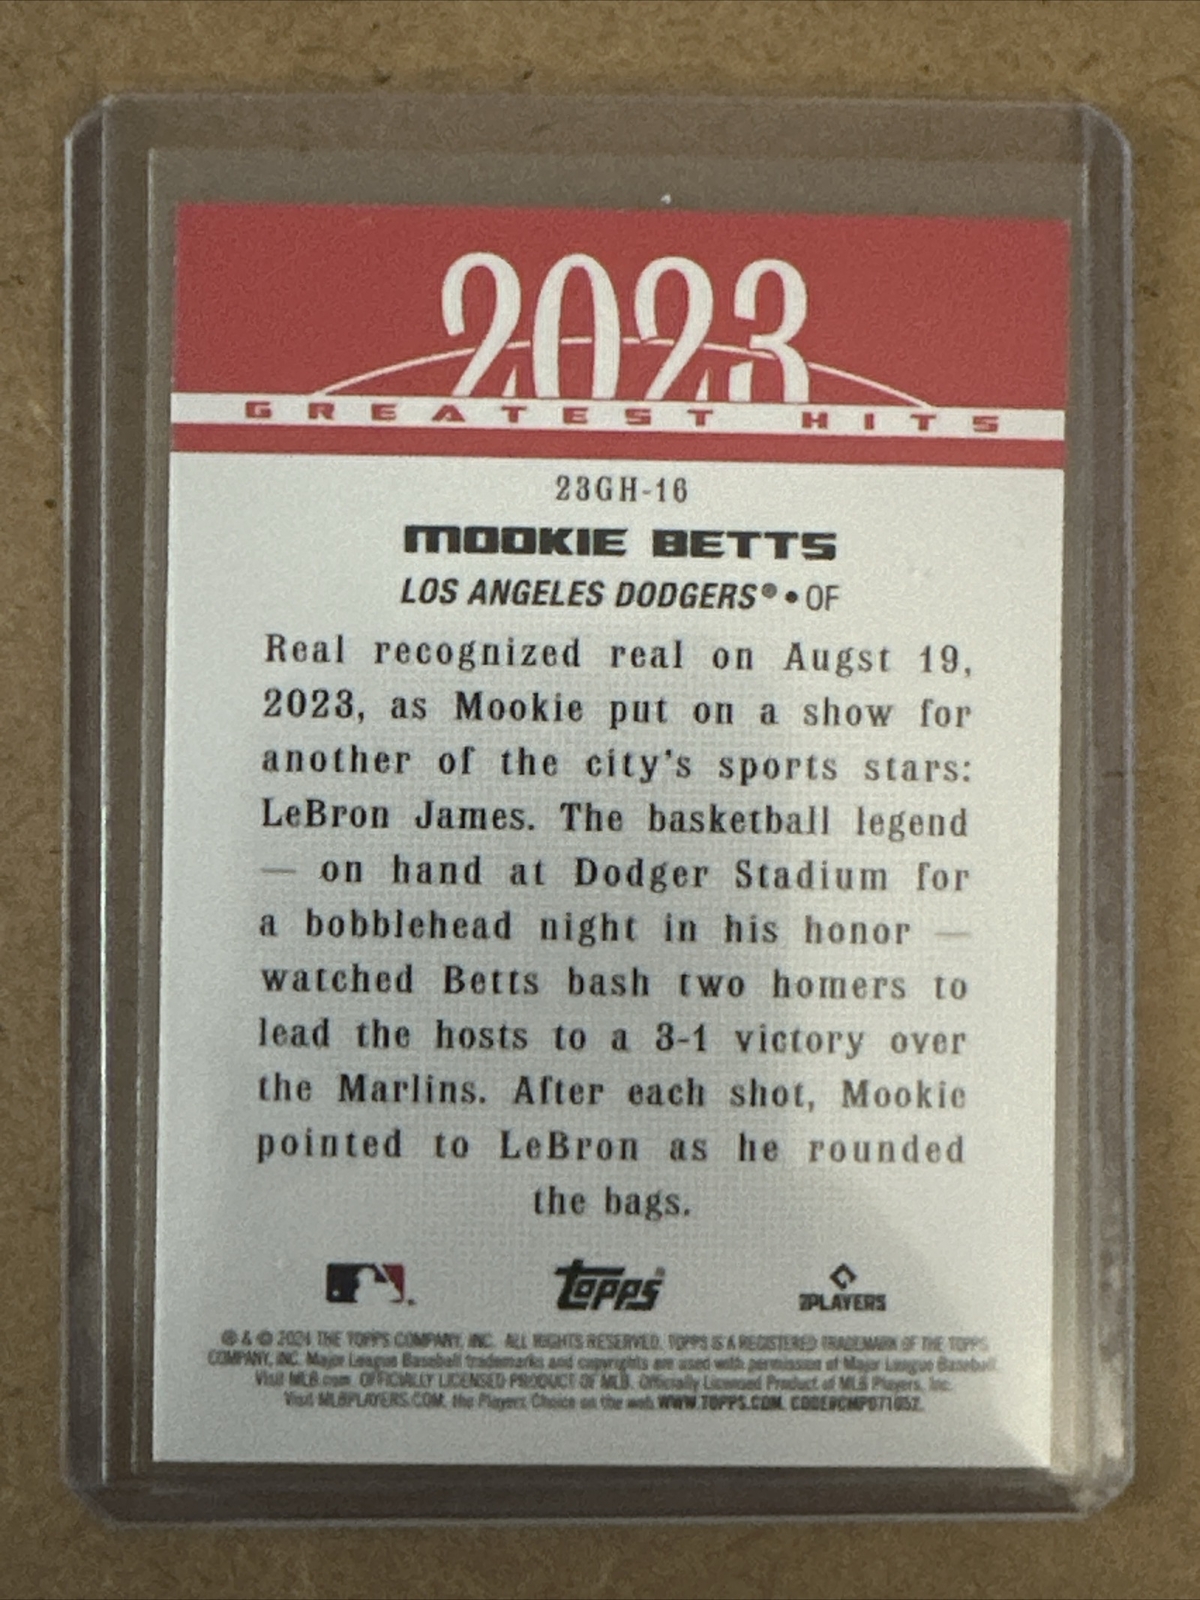 2023
GREATEST HITS
23GH-16
MOOKIE BETTS
LOS ANGELES DODGERS® • OF
Real recognized real on Augst 19,
2023, as Mookie put on a show for
another of the city's sports stars:
LeBron James. The basketball legend
— on hand at Dodger Stadium for
a bobblehead night in his honor —
watched Betts bash two homers to
lead the hosts to a 3-1 victory over
the Marlins. After each shot, Mookie
pointed to LeBron as he rounded
the bags.
Topps® PLAYERS
® & © 2024 THE TOPPS COMPANY, INC. ALL RIGHTS RESERVED. TOPPS IS A REGISTERED TRADEMARK OF THE TOPPS
COMPANY, INC. Major League Baseball trademarks and copyrights are used with permission of Major League Baseball.
Visit MLB.com. OFFICIALLY LICENSED PRODUCT OF MLB. Officially Licensed Product of MLB Players, Inc.
Visit MLBPLAYERS.COM, the Players Choice on the web. WWW.TOPPS.COM. CODE#CMP071057.